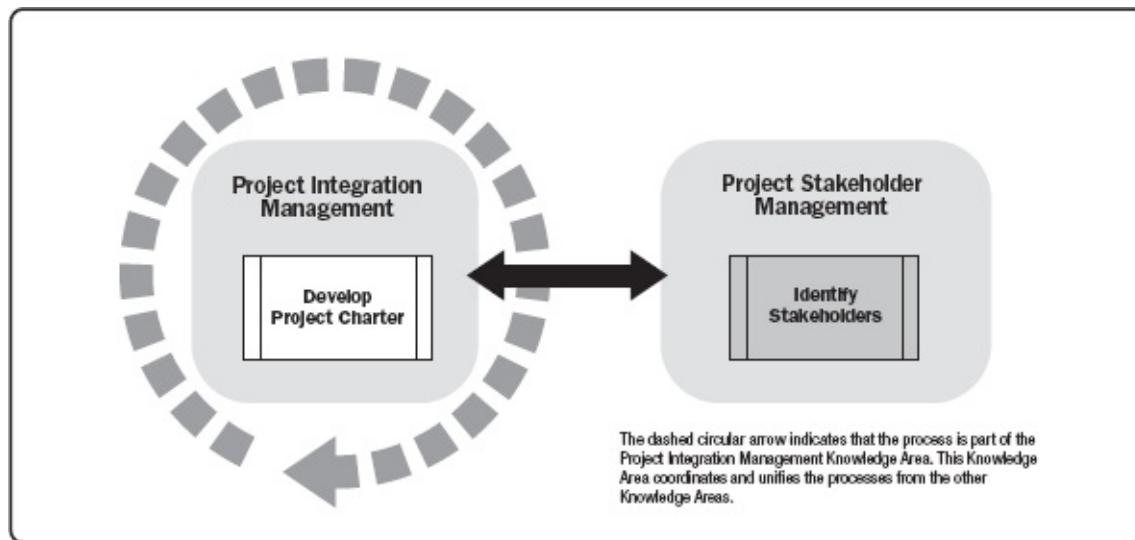 Project Integration
Management
Develop
Project Charter
Project Stakeholder
Management
Identify
Stakeholders
The dashed circular arrow indicates that the process is part of the
Project Integration Management Knowledge Area. This Knowledge
Area coordinates and unifies the processes from the other
Knowledge Areas.